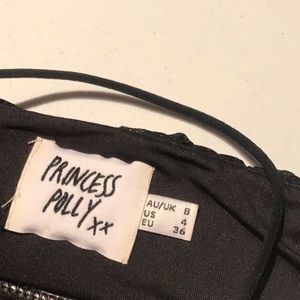 PRINCESS
POLLY xx
AU/UK 8
US 4
EU 36